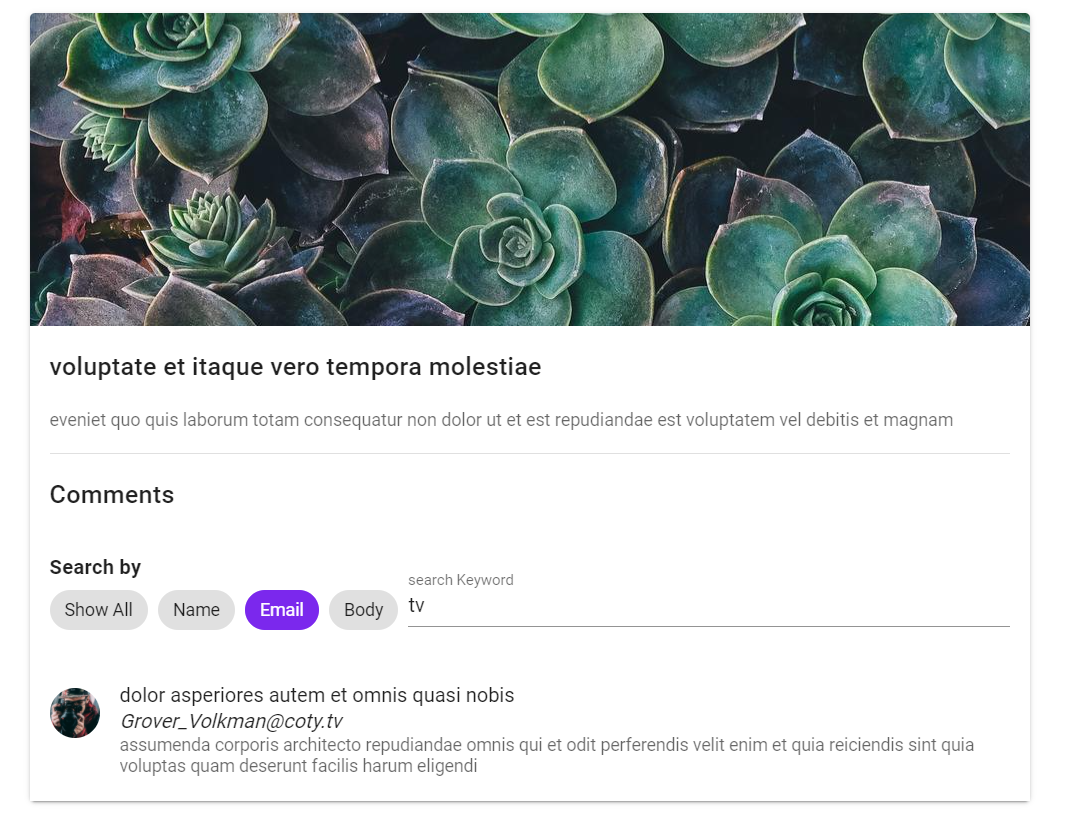 voluptate et itaque vero tempora molestiae
eveniet quo quis laborum totam consequatur non dolor ut et est repudiandae est voluptatem vel debitis et magnam
Comments
Search by
search Keyword
Show All Name Email Body tv
dolor asperiores autem et omnis quasi nobis
Grover_Volkman@coty.tv
assumenda corporis architecto repudiandae omnis qui et odit perferendis velit enim et quia reiciendis sint quia
voluptas quam deserunt facilis harum eligendi